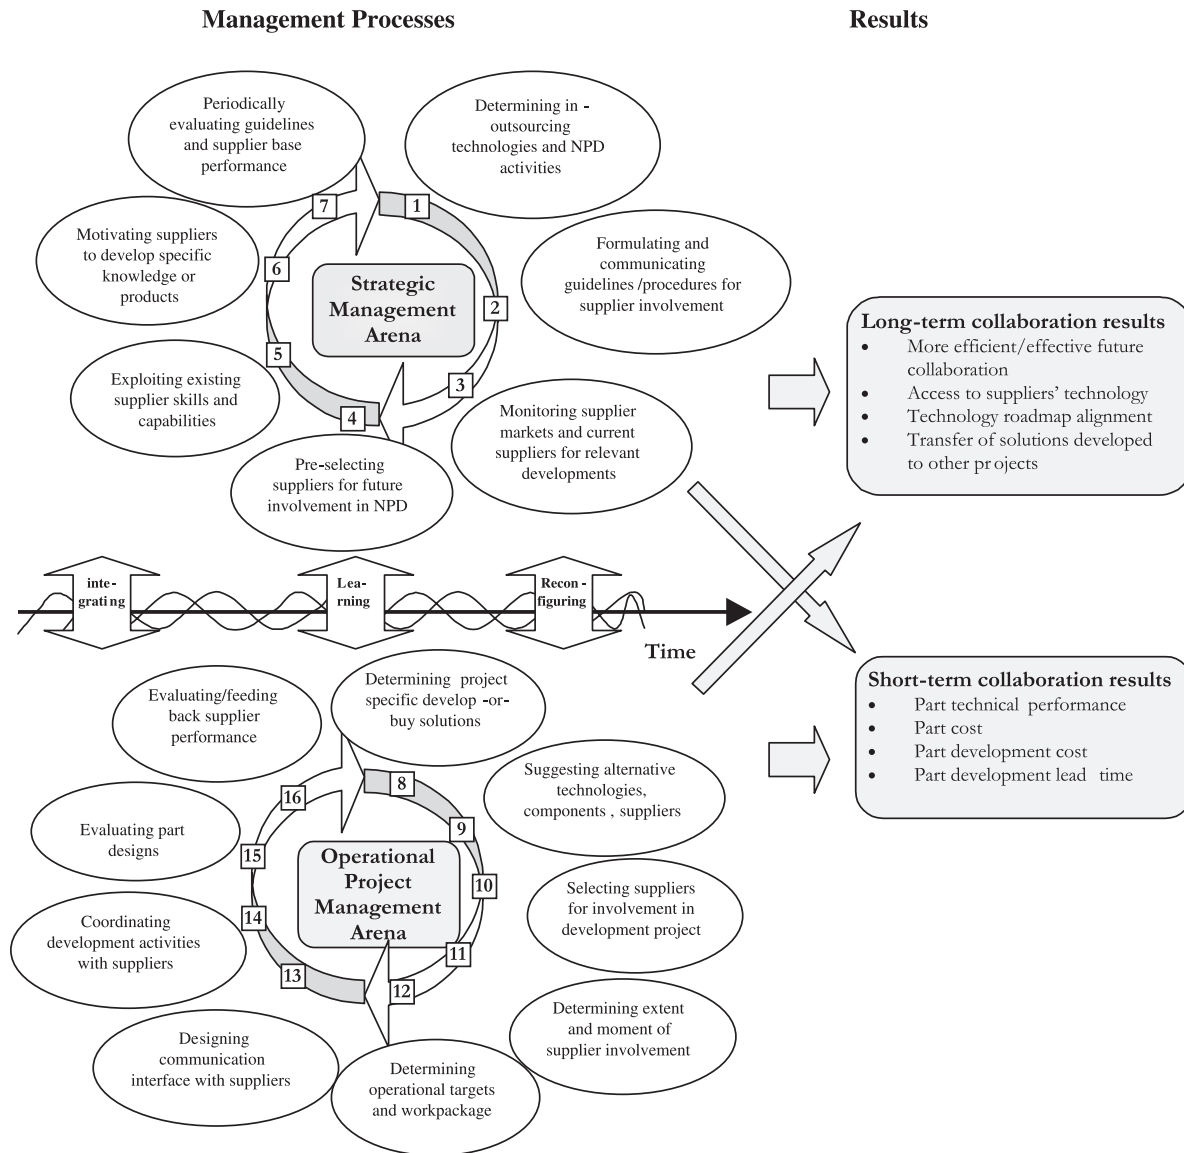 Management Processes
Results
Periodically
evaluating guidelines
and supplier base
performance
Determining in -
outsourcing
technologies and NPD
activities
7
1
Motivating suppliers
to develop specific
knowledge or
products
6
Strategic
Management
Arena
2
Formulating and
communicating
guidelines /procedures for
supplier involvement
5
3
4
Exploiting existing
supplier skills and
capabilities
Pre-selecting
suppliers for future
involvement in NPD
Monitoring supplier
markets and current
suppliers for relevant
developments
Long-term collaboration results
• More efficient/effective future
collaboration
• Access to suppliers' technology
• Technology roadmap alignment
• Transfer of solutions developed
to other projects
inte-
grating
Lea-
rning
Recon-
figuring
Time
Evaluating/feeding
back supplier
performance
Determining project
specific develop -or-
buy solutions
Short-term collaboration results
• Part technical performance
• Part cost
• Part development cost
• Part development lead time
16
8
Suggesting alternative
technologies,
components , suppliers
Evaluating part
designs
15
9
Operational
Project
Management
Arena
10
Selecting suppliers
for involvement in
development project
14
11
Coordinating
development activities
with suppliers
13
12
Determining extent
and moment of
supplier involvement
Designing
communication
interface with suppliers
Determining
operational targets
and workpackage